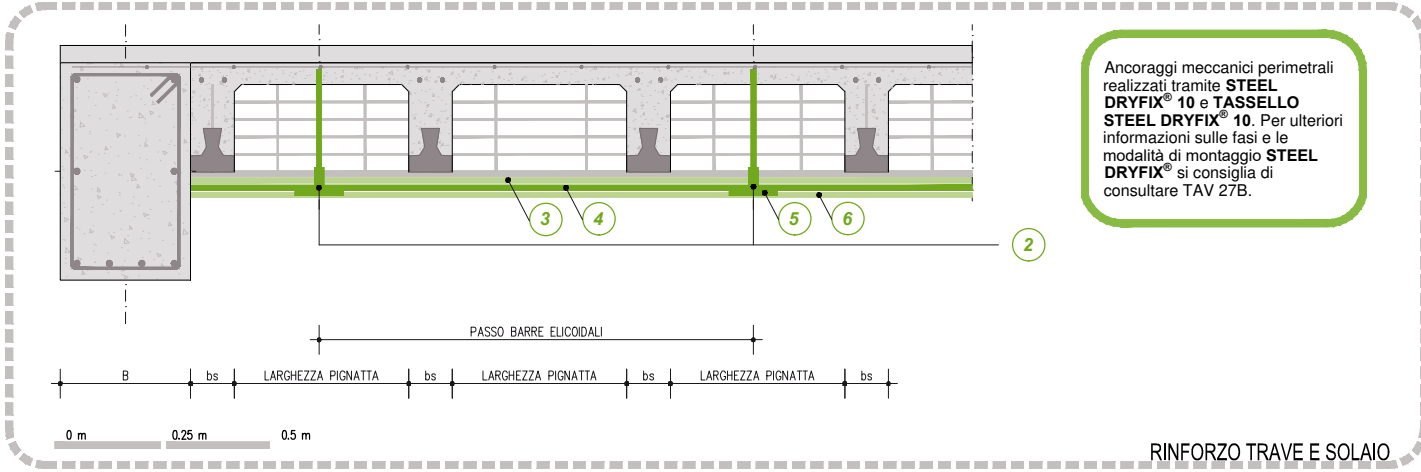 Ancoraggi meccanici perimetrali
realizzati tramite STEEL
DRYFIX® 10 e TASSELLO
STEEL DRYFIX® 10. Per ulteriori
informazioni sulle fasi e le
modalità di montaggio STEEL
DRYFIX® si consiglia di
consultare TAV 27B.
3
4
5
6
2
PASSO BARRE ELICOIDALI
B
bs
LARGHEZZA PIGNATTA
bs
LARGHEZZA PIGNATTA
bs
LARGHEZZA PIGNATTA
bs
0 m
0.25 m
0.5 m
RINFORZO TRAVE E SOLAIO